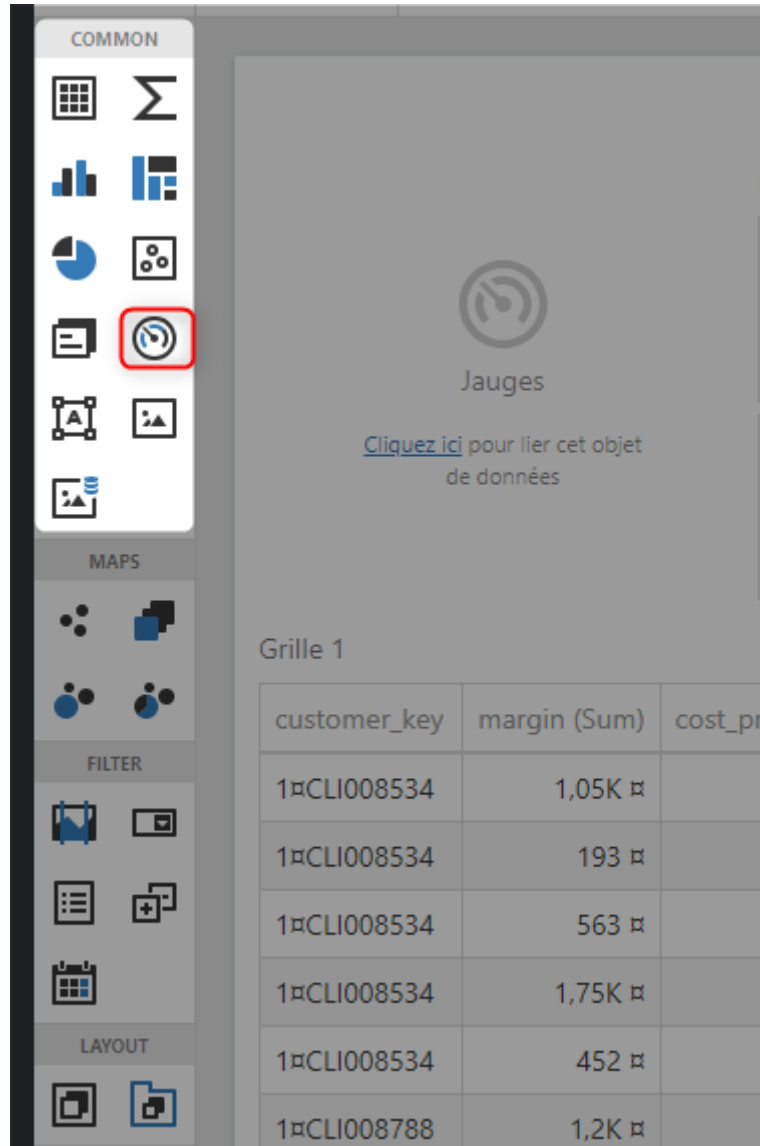 COMMON
Jauges
Cliquez ici pour lier cet objet
de données
MAPS
Grille 1
customer_key margin (Sum) cost_pr
FILTER
1¤CLI008534 1,05K ¤
1¤CLI008534 193 ¤
1¤CLI008534 563 ¤
1¤CLI008534 1,75K ¤
LAYOUT
1¤CLI008534 452 ¤
1¤CLI008788 1,2K ¤